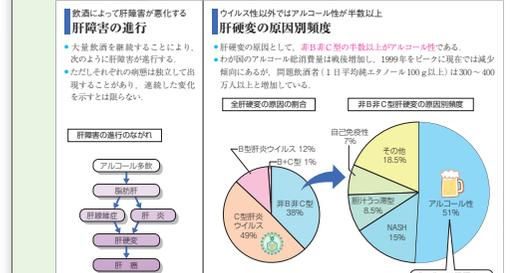 飲酒によって肝障害が悪化する
肝障害の進行
●大量飲酒を継続することにより、
次のように肝障害が進行する.
●ただしそれぞれの病態は独立して出
現することがあり，連続した変化
を示すとは限らない.
肝障害の進行のながれ
アルコール多飲
脂肪肝
肝線維症
肝 炎
肝硬変
肝 癌
ウイルス性以外ではアルコール性が半数以上
肝硬変の原因別頻度
●肝硬変の原因として，非B非C型の半数以上がアルコール性である.
●わが国のアルコール総消費量は戦後増加し，1999年をピークに現在では減少
傾向にあるが，問題飲酒者（1日平均純エタノール100g以上）は300〜400
万人以上と増加している.
全肝硬変の原因の割合
B型肝炎ウイルス 12%
B+C型 1%
非B非C型
38%
C型肝炎
ウイルス
49%
非B非C型肝硬変の原因別頻度
自己免疫性
7%
その他
18.5%
胆汁うっ滞型
8.5%
NASH
15%
アルコール性
51%